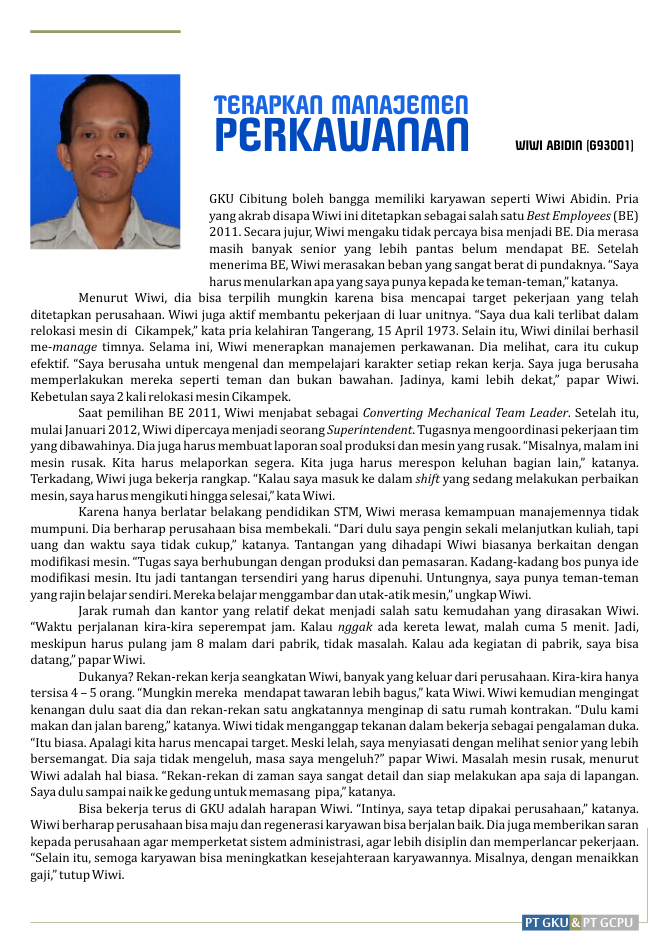 TERAPKAN MANAJEMEN
PERKAWANAN
WIWI ABIDIN (693001)
GKU Cibitung boleh bangga memiliki karyawan seperti Wiwi Abidin. Pria
yang akrab disapa Wiwi ini ditetapkan sebagai salah satu Best Employees (BE)
2011. Secara jujur, Wiwi mengaku tidak percaya bisa menjadi BE. Dia merasa
masih banyak senior yang lebih pantas belum mendapat BE. Setelah
menerima BE, Wiwi merasakan beban yang sangat berat di pundaknya. “Saya
harus menularkan apa yang saya punya kepada ke teman-teman,” katanya.
Menurut Wiwi, dia bisa terpilih mungkin karena bisa mencapai target pekerjaan yang telah
ditetapkan perusahaan. Wiwi juga aktif membantu pekerjaan di luar unitnya. “Saya dua kali terlibat dalam
relokasi mesin di Cikampek,” kata pria kelahiran Tangerang, 15 April 1973. Selain itu, Wiwi dinilai berhasil
me-manage timnya. Selama ini, Wiwi menerapkan manajemen perkawanan. Dia melihat, cara itu cukup
efektif. “Saya berusaha untuk mengenal dan mempelajari karakter setiap rekan kerja. Saya juga berusaha
memperlakukan mereka seperti teman dan bukan bawahan. Jadinya, kami lebih dekat,” papar Wiwi.
Kebetulan saya 2 kali relokasi mesin Cikampek.
Saat pemilihan BE 2011, Wiwi menjabat sebagai Converting Mechanical Team Leader. Setelah itu,
mulai Januari 2012, Wiwi dipercaya menjadi seorang Superintendent. Tugasnya mengoordinasi pekerjaan tim
yang dibawahinya. Dia juga harus membuat laporan soal produksi dan mesin yang rusak. “Misalnya, malam ini
mesin rusak. Kita harus melaporkan segera. Kita juga harus merespon keluhan bagian lain,” katanya.
Terkadang, Wiwi juga bekerja rangkap. “Kalau saya masuk ke dalam shift yang sedang melakukan perbaikan
mesin, saya harus mengikuti hingga selesai,” kata Wiwi.
Karena hanya berlatar belakang pendidikan STM, Wiwi merasa kemampuan manajemennya tidak
mumpuni. Dia berharap perusahaan bisa membekali. “Dari dulu saya pengin sekali melanjutkan kuliah, tapi
uang dan waktu saya tidak cukup,” katanya. Tantangan yang dihadapi Wiwi biasanya berkaitan dengan
modifikasi mesin. “Tugas saya berhubungan dengan produksi dan pemasaran. Kadang-kadang bos punya ide
modifikasi mesin. Itu jadi tantangan tersendiri yang harus dipenuhi. Untungnya, saya punya teman-teman
yang rajin belajar sendiri. Mereka belajar menggambar dan utak-atik mesin,” ungkap Wiwi.
Jarak rumah dan kantor yang relatif dekat menjadi salah satu kemudahan yang dirasakan Wiwi.
“Waktu perjalanan kira-kira seperempat jam. Kalau nggak ada kereta lewat, malah cuma 5 menit. Jadi,
meskipun harus pulang jam 8 malam dari pabrik, tidak masalah. Kalau ada kegiatan di pabrik, saya bisa
datang,” papar Wiwi.
Dukanya? Rekan-rekan kerja seangkatan Wiwi, banyak yang keluar dari perusahaan. Kira-kira hanya
tersisa 4 – 5 orang. “Mungkin mereka mendapat tawaran lebih bagus,” kata Wiwi. Wiwi kemudian mengingat
kenangan dulu saat dia dan rekan-rekan satu angkatannya menginap di satu rumah kontrakan. “Dulu kami
makan dan jalan bareng,” katanya. Wiwi tidak menganggap tekanan dalam bekerja sebagai pengalaman duka.
“Itu biasa. Apalagi kita harus mencapai target. Meski lelah, saya menyiasati dengan melihat senior yang lebih
bersemangat. Dia saja tidak mengeluh, masa saya mengeluh?” papar Wiwi. Masalah mesin rusak, menurut
Wiwi adalah hal biasa. “Rekan-rekan di zaman saya sangat detail dan siap melakukan apa saja di lapangan.
Saya dulu sampai naik ke gedung untuk memasang pipa,” katanya.
Bisa bekerja terus di GKU adalah harapan Wiwi. “Intinya, saya tetap dipakai perusahaan,” katanya.
Wiwi berharap perusahaan bisa maju dan regenerasi karyawan bisa berjalan baik. Dia juga memberikan saran
kepada perusahaan agar memperketat sistem administrasi, agar lebih disiplin dan memperlancar pekerjaan.
“Selain itu, semoga karyawan bisa meningkatkan kesejahteraan karyawannya. Misalnya, dengan menaikkan
gaji,” tutup Wiwi.
PT GKU & PT GCPU